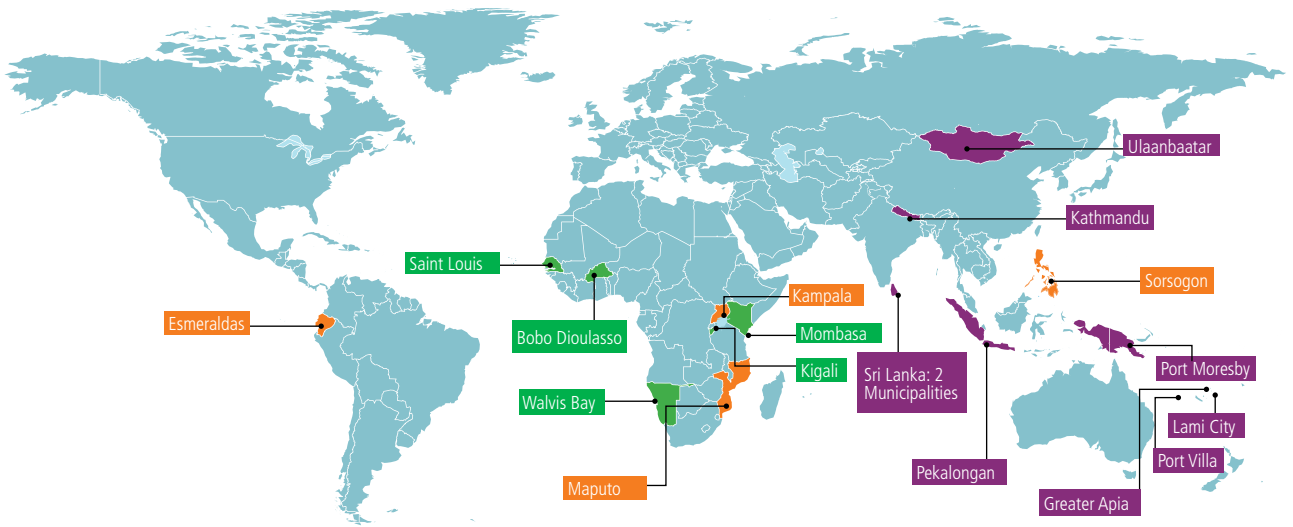 Ulaanbaatar
Kathmandu
Saint Louis
Sorsogon
Kampala
Esmeraldas
Bobo Dioulasso
Mombasa
Kigali
Sri Lanka: 2
Municipalities
Port Moresby
Walvis Bay
Lami City
Port Villa
Pekalongan
Maputo
Greater Apia